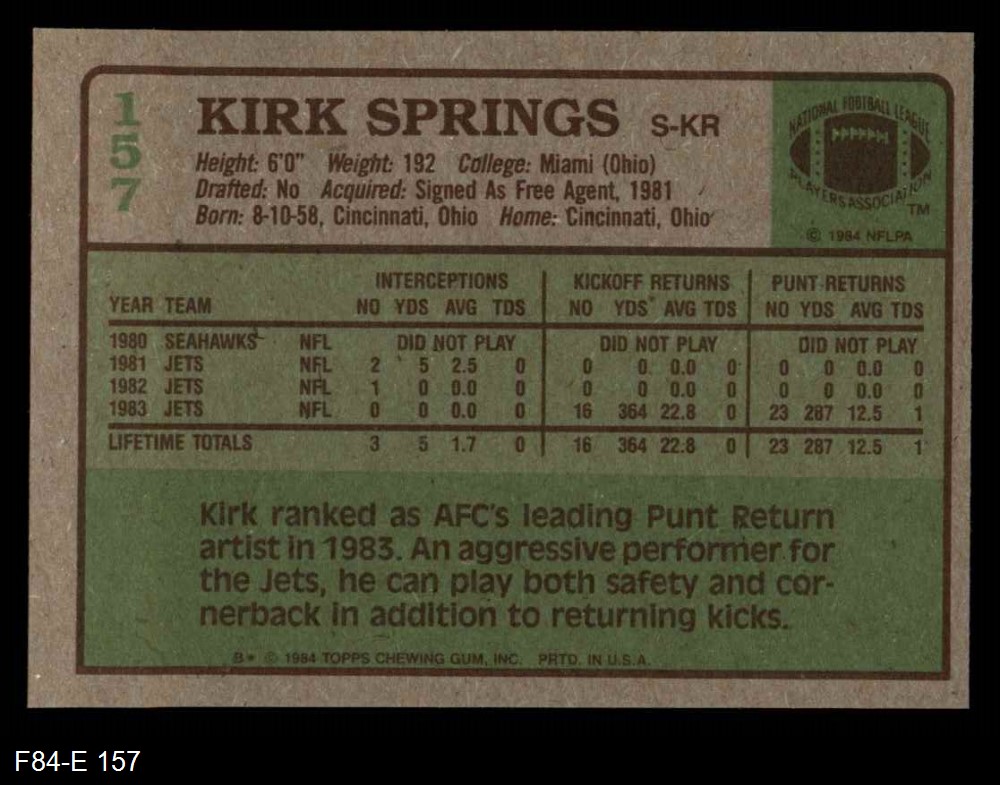 157
KIRK SPRINGS S-KR
Height: 6'0" Weight: 192 College: Miami (Ohio)
Drafted: No Acquired: Signed As Free Agent, 1981
Born: 8-10-58, Cincinnati, Ohio Home: Cincinnati, Ohio
NATIONAL FOOTBALL LEAGUE
PLAYERS ASSOCIATION
TM
© 1984 NFLPA
INTERCEPTIONS KICKOFF RETURNS PUNT RETURNS
YEAR TEAM NO YDS AVG TDS NO YDS AVG TDS NO YDS AVG TDS
1980 SEAHAWKS NFL DID NOT PLAY DID NOT PLAY DID NOT PLAY
1981 JETS NFL 2 5 2.5 0 0 0 0.0 0 0 0 0.0 0
1982 JETS NFL 1 0 0.0 0 0 0 0.0 0 0 0 0.0 0
1983 JETS NFL 0 0 0.0 0 16 364 22.8 0 23 287 12.5 1
LIFETIME TOTALS 3 5 1.7 0 16 364 22.8 0 23 287 12.5 1
Kirk ranked as AFC's leading Punt Return
artist in 1983. An aggressive performer for
the Jets, he can play both safety and cor-
nerback in addition to returning kicks.
B* © 1984 TOPPS CHEWING GUM, INC. PRTD. IN U.S.A.
F84-E 157